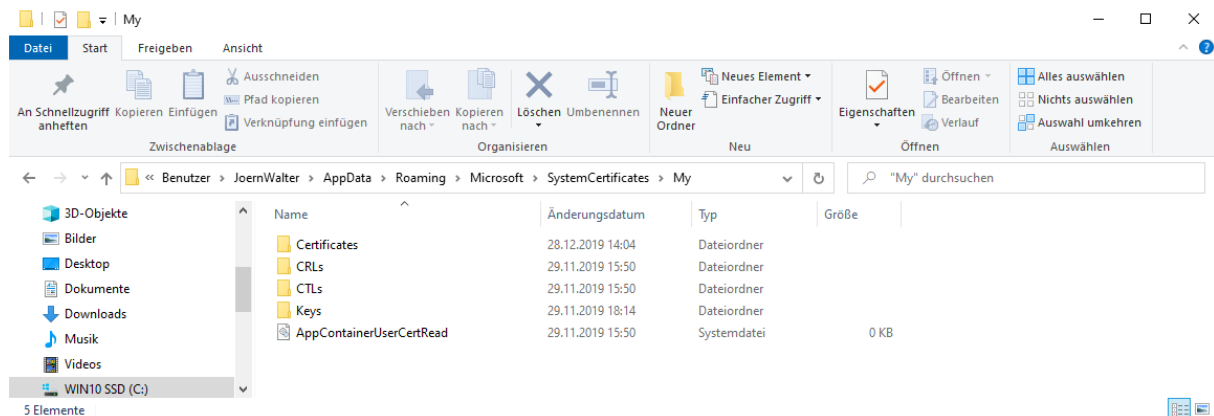 My
Datei Start Freigeben Ansicht
An Schnellzugriff anheften
Kopieren
Einfügen
Ausschneiden
Pfad kopieren
Verknüpfung einfügen
Zwischenablage
Verschieben nach
Kopieren nach
Löschen
Umbenennen
Organisieren
Neuer Ordner
Neues Element
Einfacher Zugriff
Neu
Eigenschaften
Öffnen
Bearbeiten
Verlauf
Öffnen
Alles auswählen
Nichts auswählen
Auswahl umkehren
Auswählen
« Benutzer > JoernWalter > AppData > Roaming > Microsoft > SystemCertificates > My
"My" durchsuchen
3D-Objekte
Bilder
Desktop
Dokumente
Downloads
Musik
Videos
WIN10 SSD (C:)
Name Änderungsdatum Typ Größe
Certificates 28.12.2019 14:04 Dateiordner
CRLs 29.11.2019 15:50 Dateiordner
CTLs 29.11.2019 15:50 Dateiordner
Keys 29.11.2019 18:14 Dateiordner
AppContainerUserCertRead 29.11.2019 15:50 Systemdatei 0 KB
5 Elemente